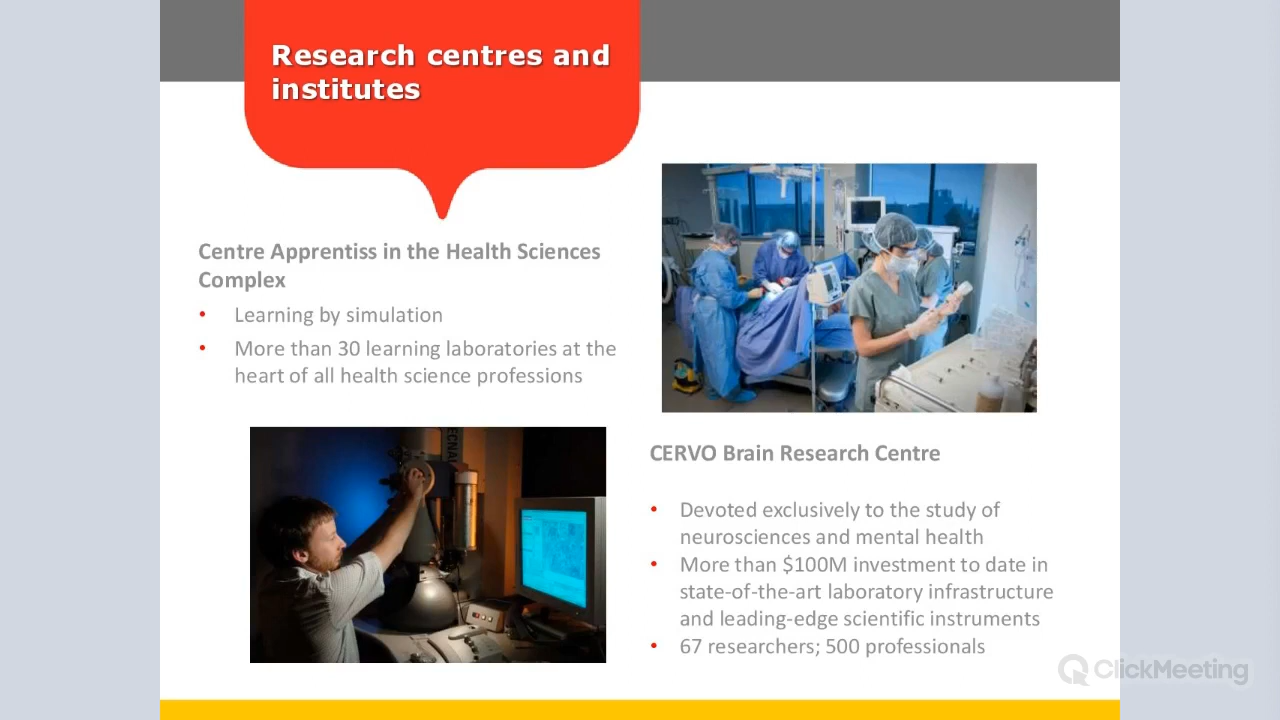 Research centres and
institutes
Centre Apprentiss in the Health Sciences
Complex
• Learning by simulation
• More than 30 learning laboratories at the
heart of all health science professions
CERVO Brain Research Centre
• Devoted exclusively to the study of
neurosciences and mental health
• More than $100M investment to date in
state-of-the-art laboratory infrastructure
and leading-edge scientific instruments
• 67 researchers; 500 professionals
ClickMeeting